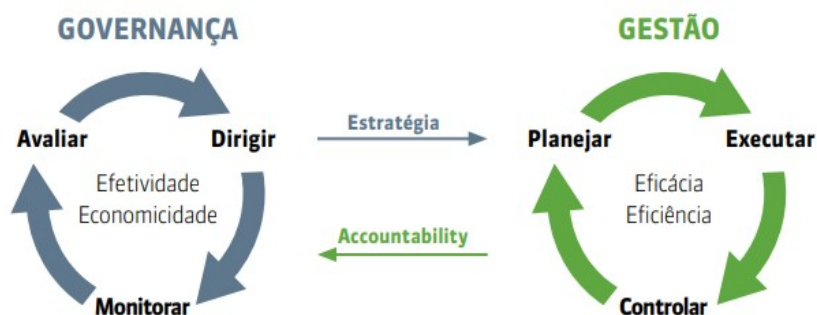 GOVERNANÇA
Avaliar
Dirigir
Efetividade
Economicidade
Monitorar
Estratégia
Accountability
GESTÃO
Planejar
Executar
Eficácia
Eficiência
Controlar